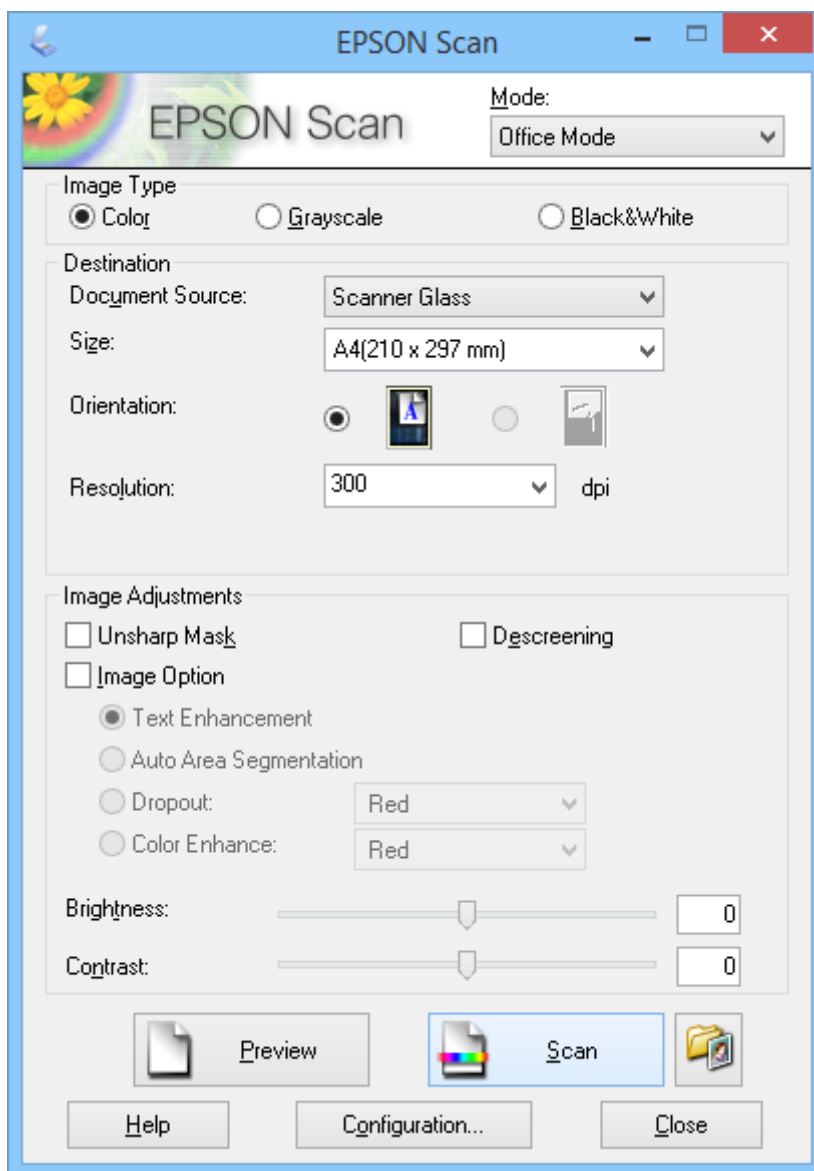 EPSON Scan
EPSON Scan
Mode:
Office Mode
Image Type
Color Grayscale Black&White
Destination
Document Source: Scanner Glass
Size: A4(210 x 297 mm)
Orientation: A
Resolution: 300 dpi
Image Adjustments
Unsharp Mask Descreening
Image Option
Text Enhancement
Auto Area Segmentation
Dropout: Red
Color Enhance: Red
Brightness: 0
Contrast: 0
Preview Scan
Help Configuration... Close